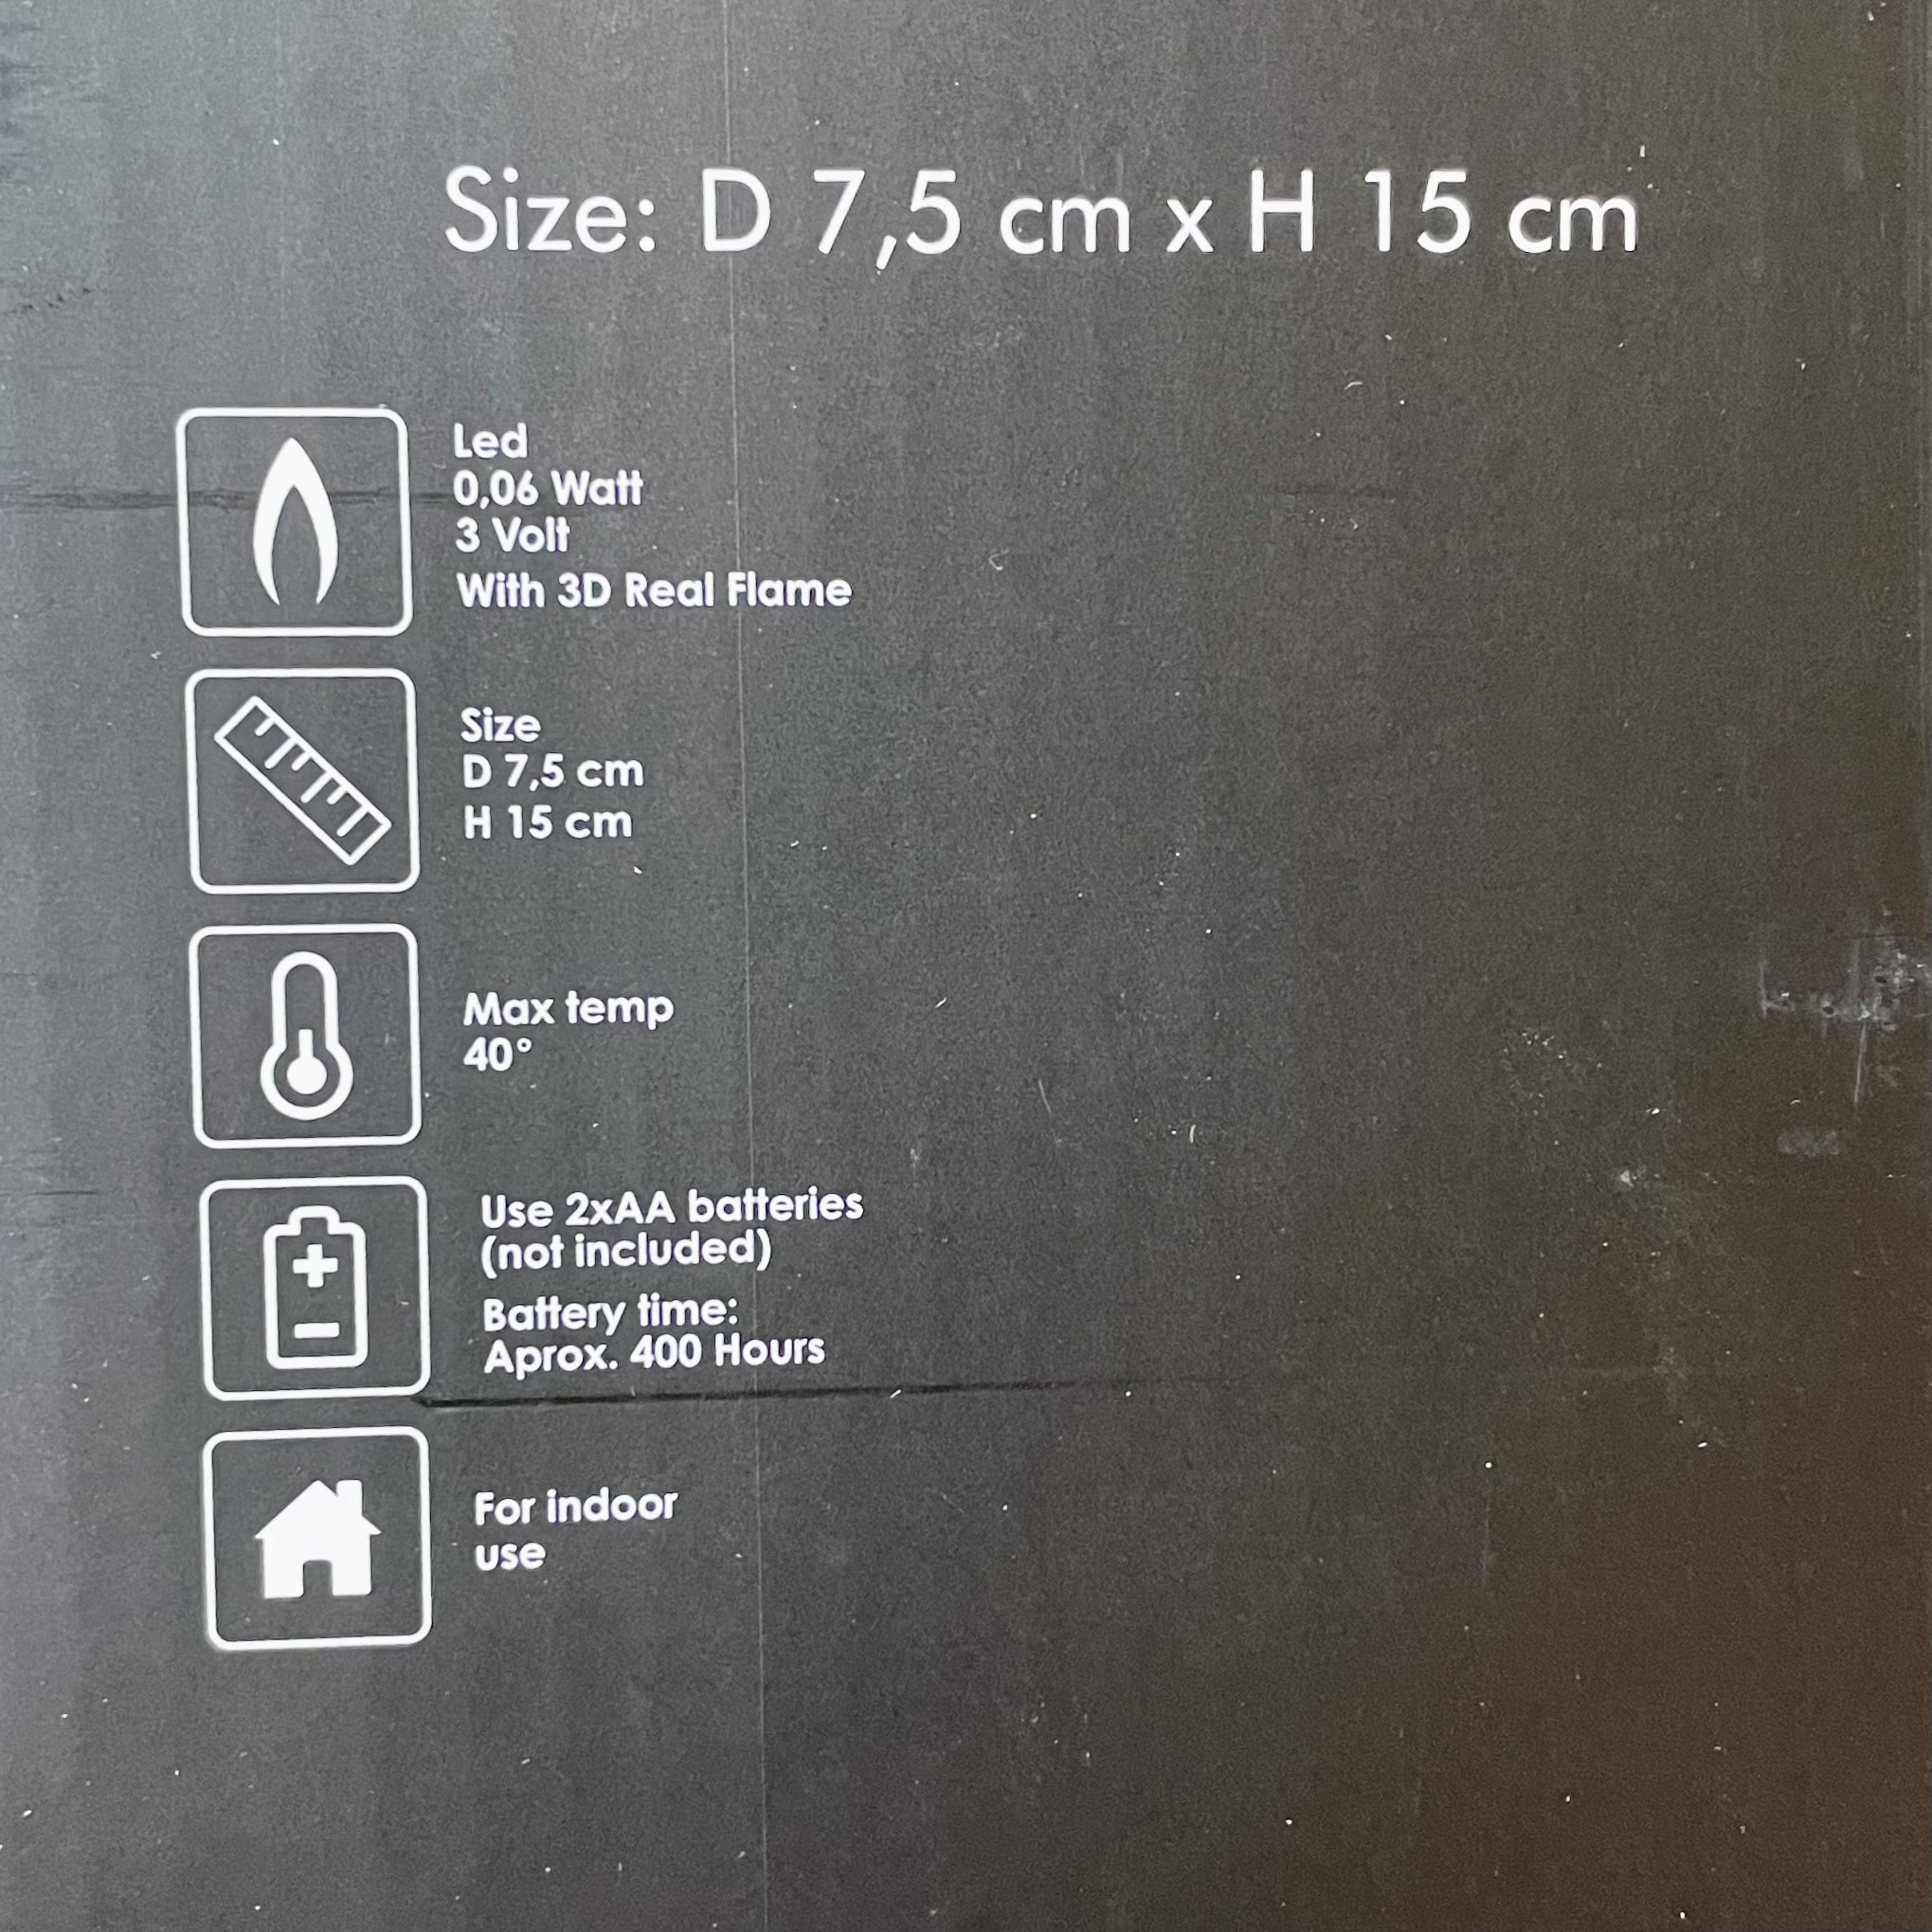 Size: D 7,5 cm x H 15 cm
Led
0,06 Watt
3 Volt
With 3D Real Flame
Size
D 7,5 cm
H 15 cm
Max temp
40°
Use 2xAA batteries
(not included)
Battery time:
Aprox. 400 Hours
For indoor
use